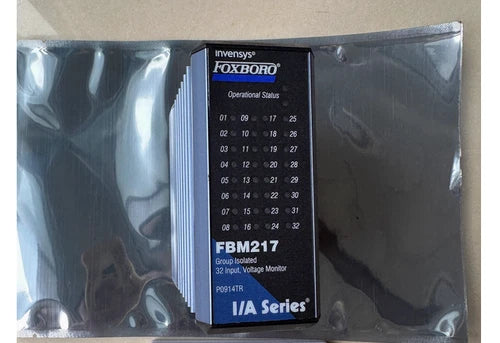 invensys®
FOXBORO®
Operational Status
01 09 17 25
02 10 18 26
03 11 19 27
04 12 20 28
05 13 21 29
06 14 22 30
07 15 23 31
08 16 24 32
FBM217
Group Isolated
32 Input, Voltage Monitor
P0914TR
I/A Series®